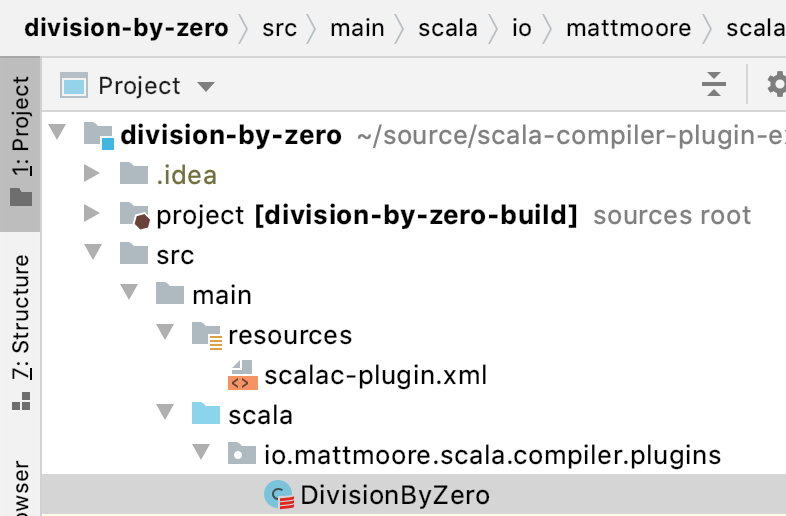 division-by-zero src main scala io mattmoore scala
Project
1: Project
division-by-zero ~/source/scala-compiler-plugin-e
.idea
project [division-by-zero-build] sources root
src
7: Structure
main
resources
scalac-plugin.xml
scala
io.mattmoore.scala.compiler.plugins
DivisionByZero